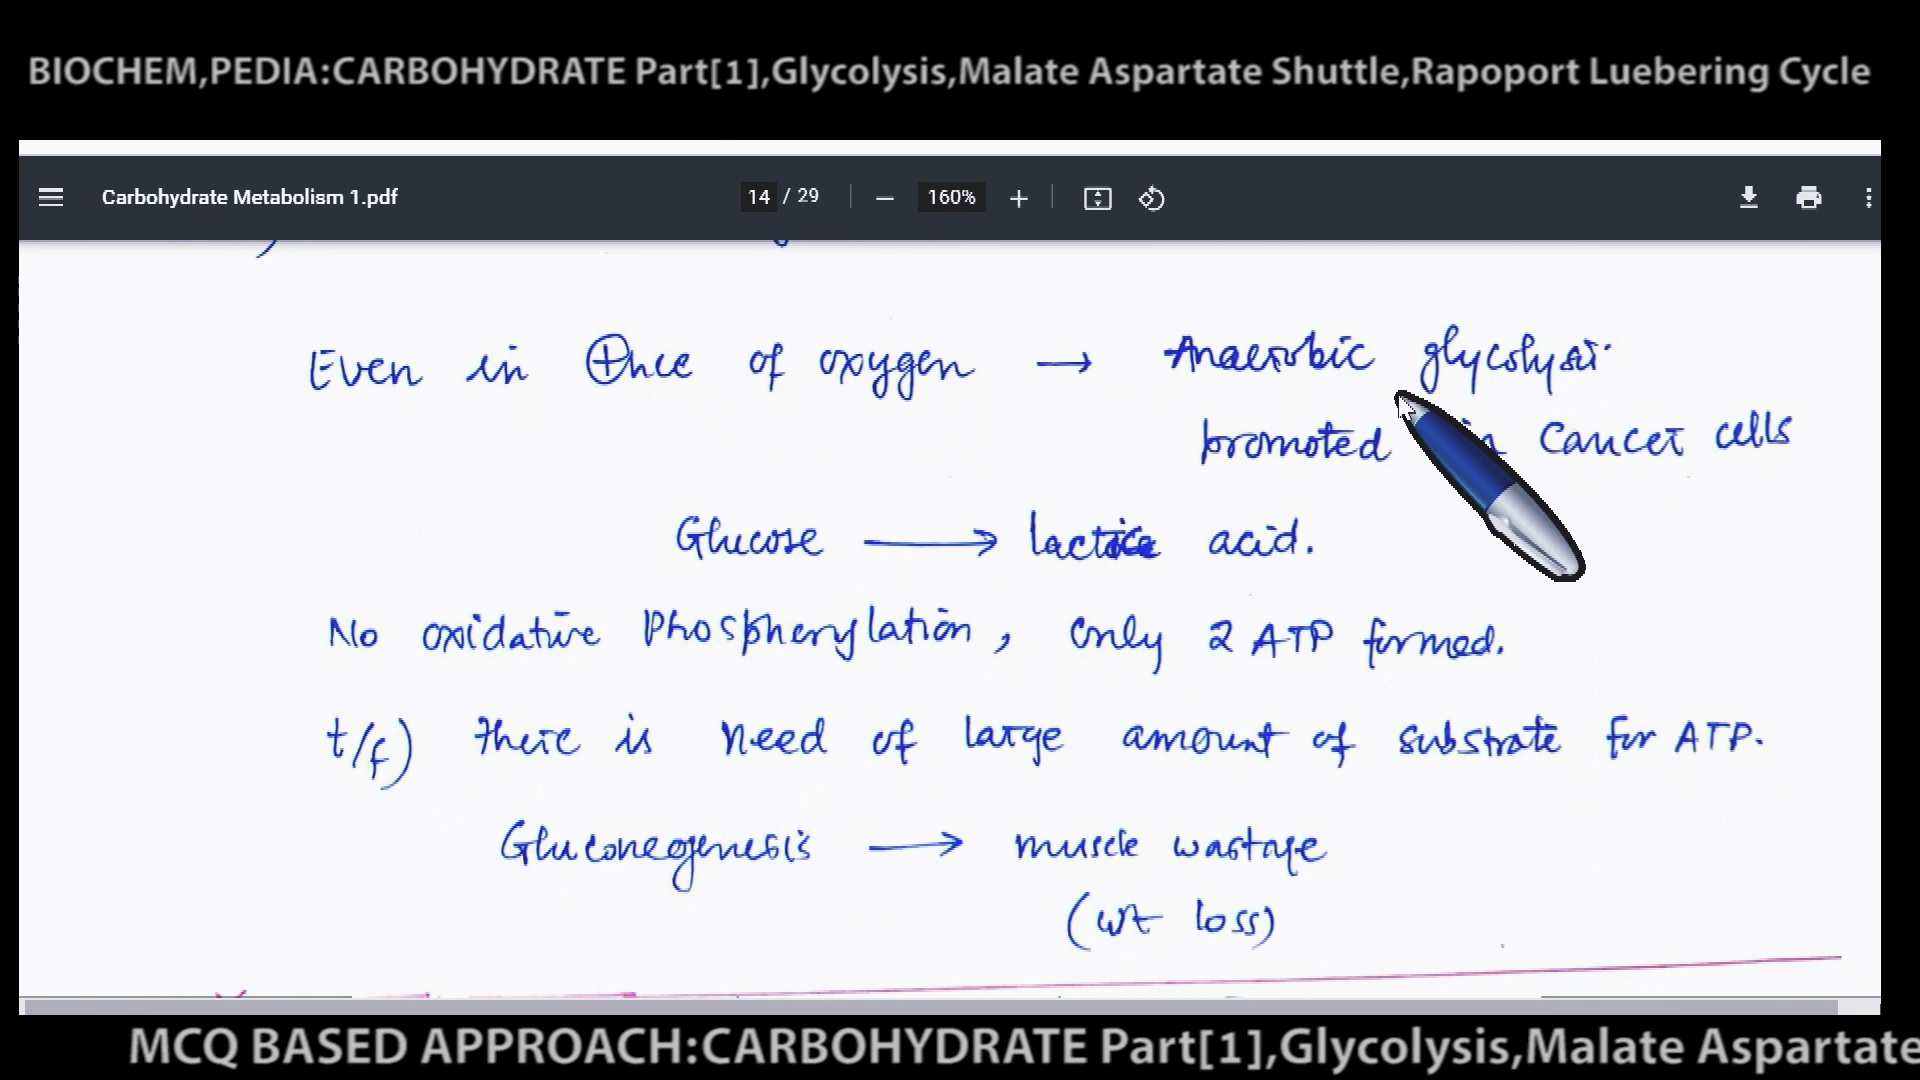 BIOCHEM,PEDIA:CARBOHYDRATE Part[1],Glycolysis,Malate Aspartate Shuttle,Rapoport Luebering Cycle
Carbohydrate Metabolism 1.pdf 14 / 29 160%
Even in ⊕nce of oxygen → Anaerobic glycolysis
promoted in Cancer cells
Glucose → lactic acid.
No oxidative Phosphorylation, only 2 ATP formed.
t/f) there is need of large amount of substrate for ATP.
Gluconeogenesis → muscle wastage
(wt loss)
MCQ BASED APPROACH:CARBOHYDRATE Part[1],Glycolysis,Malate Aspartate